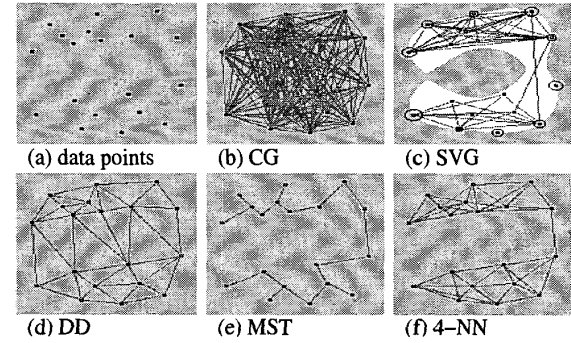 (a) data points (b) CG (c) SVG
(d) DD (e) MST (f) 4-NN